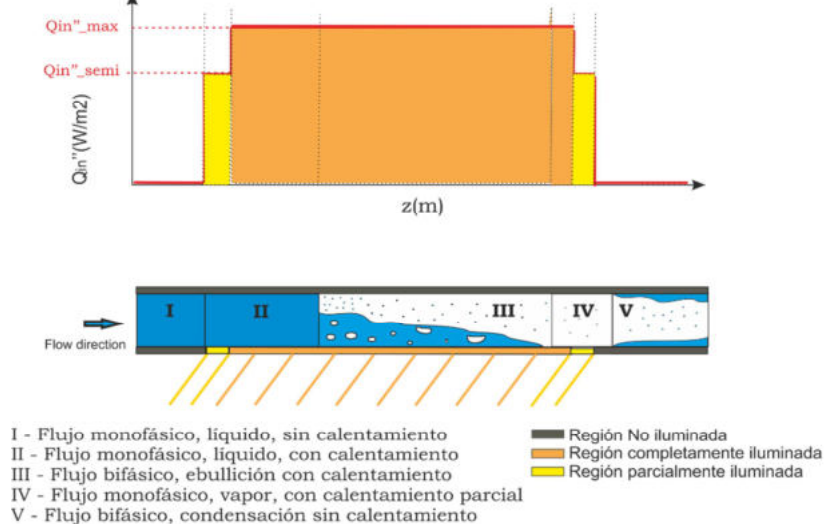 Qin"_max
Qin"_semi
Qin"(W/m2)
z(m)
I
II
III
IV
V
Flow direction
I - Flujo monofásico, líquido, sin calentamiento
II - Flujo monofásico, líquido, con calentamiento
III - Flujo bifásico, ebullición con calentamiento
IV - Flujo monofásico, vapor, con calentamiento parcial
V - Flujo bifásico, condensación sin calentamiento
Región No iluminada
Región completamente iluminada
Región parcialmente iluminada